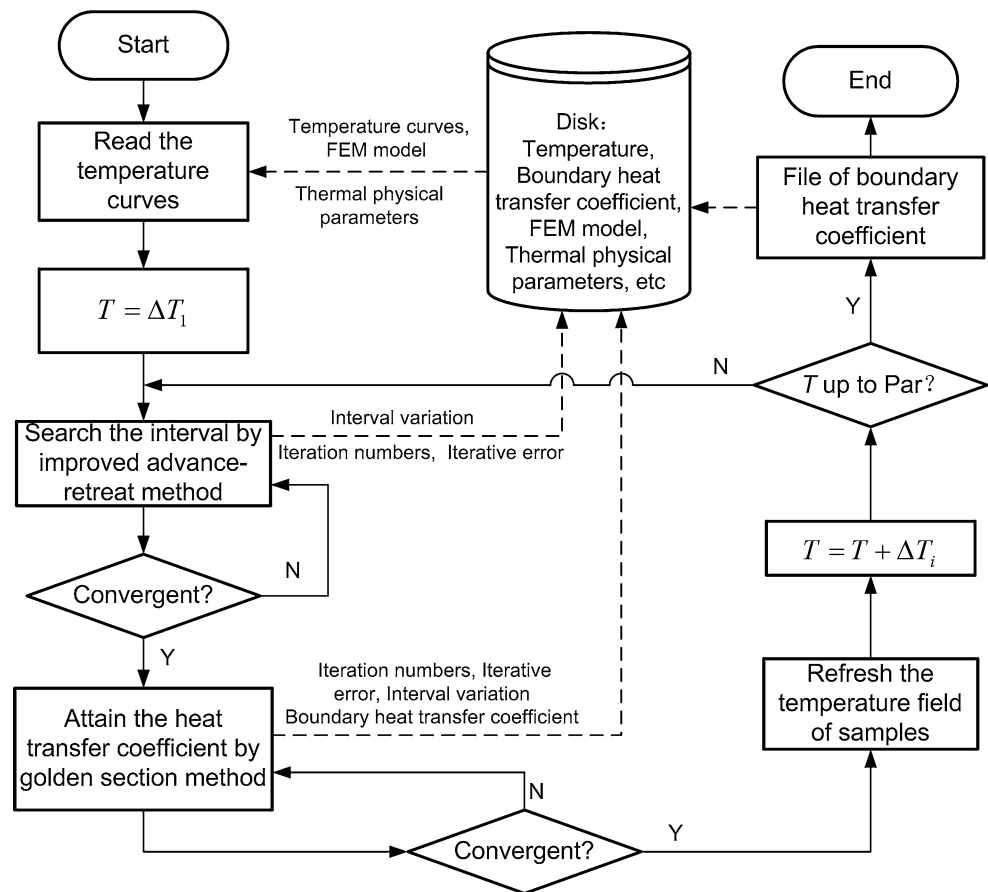 Start
Read the
temperature
curves
T = ΔT₁
Search the interval by
improved advance-
retreat method
Convergent?
N
Y
Attain the heat
transfer coefficient by
golden section method
Temperature curves,
FEM model
Thermal physical
parameters
Disk：
Temperature,
Boundary heat
transfer coefficient,
FEM model,
Thermal physical
parameters, etc
Interval variation
Iteration numbers, Iterative error
Iteration numbers, Iterative
error, Interval variation
Boundary heat transfer coefficient
N
Convergent?
Y
Refresh the
temperature field
of samples
T = T + ΔTᵢ
T up to Par？
N
Y
File of boundary
heat transfer
coefficient
End